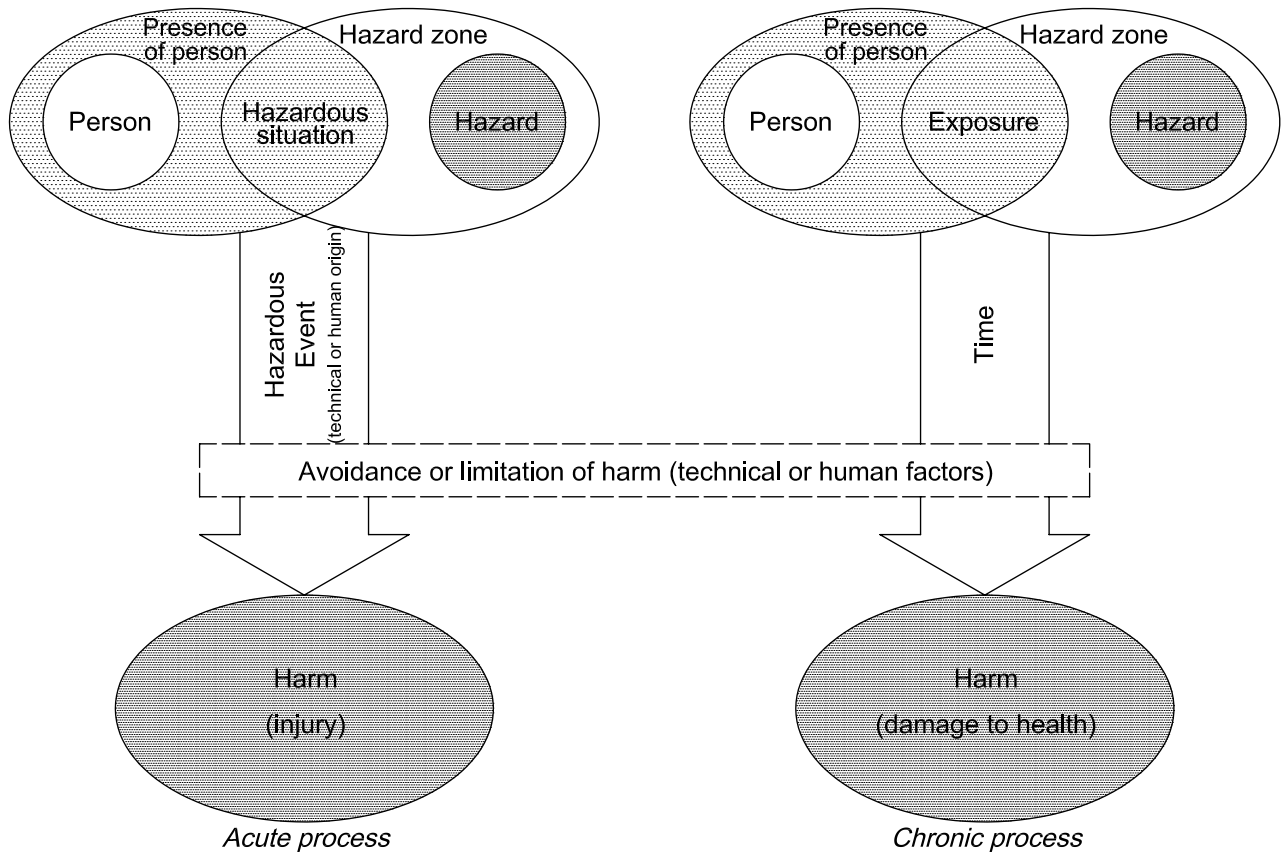 Presence
of person
Hazard zone
Person
Hazardous
situation
Hazard
Hazardous
Event
(technical or human origin)
Presence
of person
Hazard zone
Person
Exposure
Hazard
Time
Avoidance or limitation of harm (technical or human factors)
Harm
(injury)
Acute process
Harm
(damage to health)
Chronic process